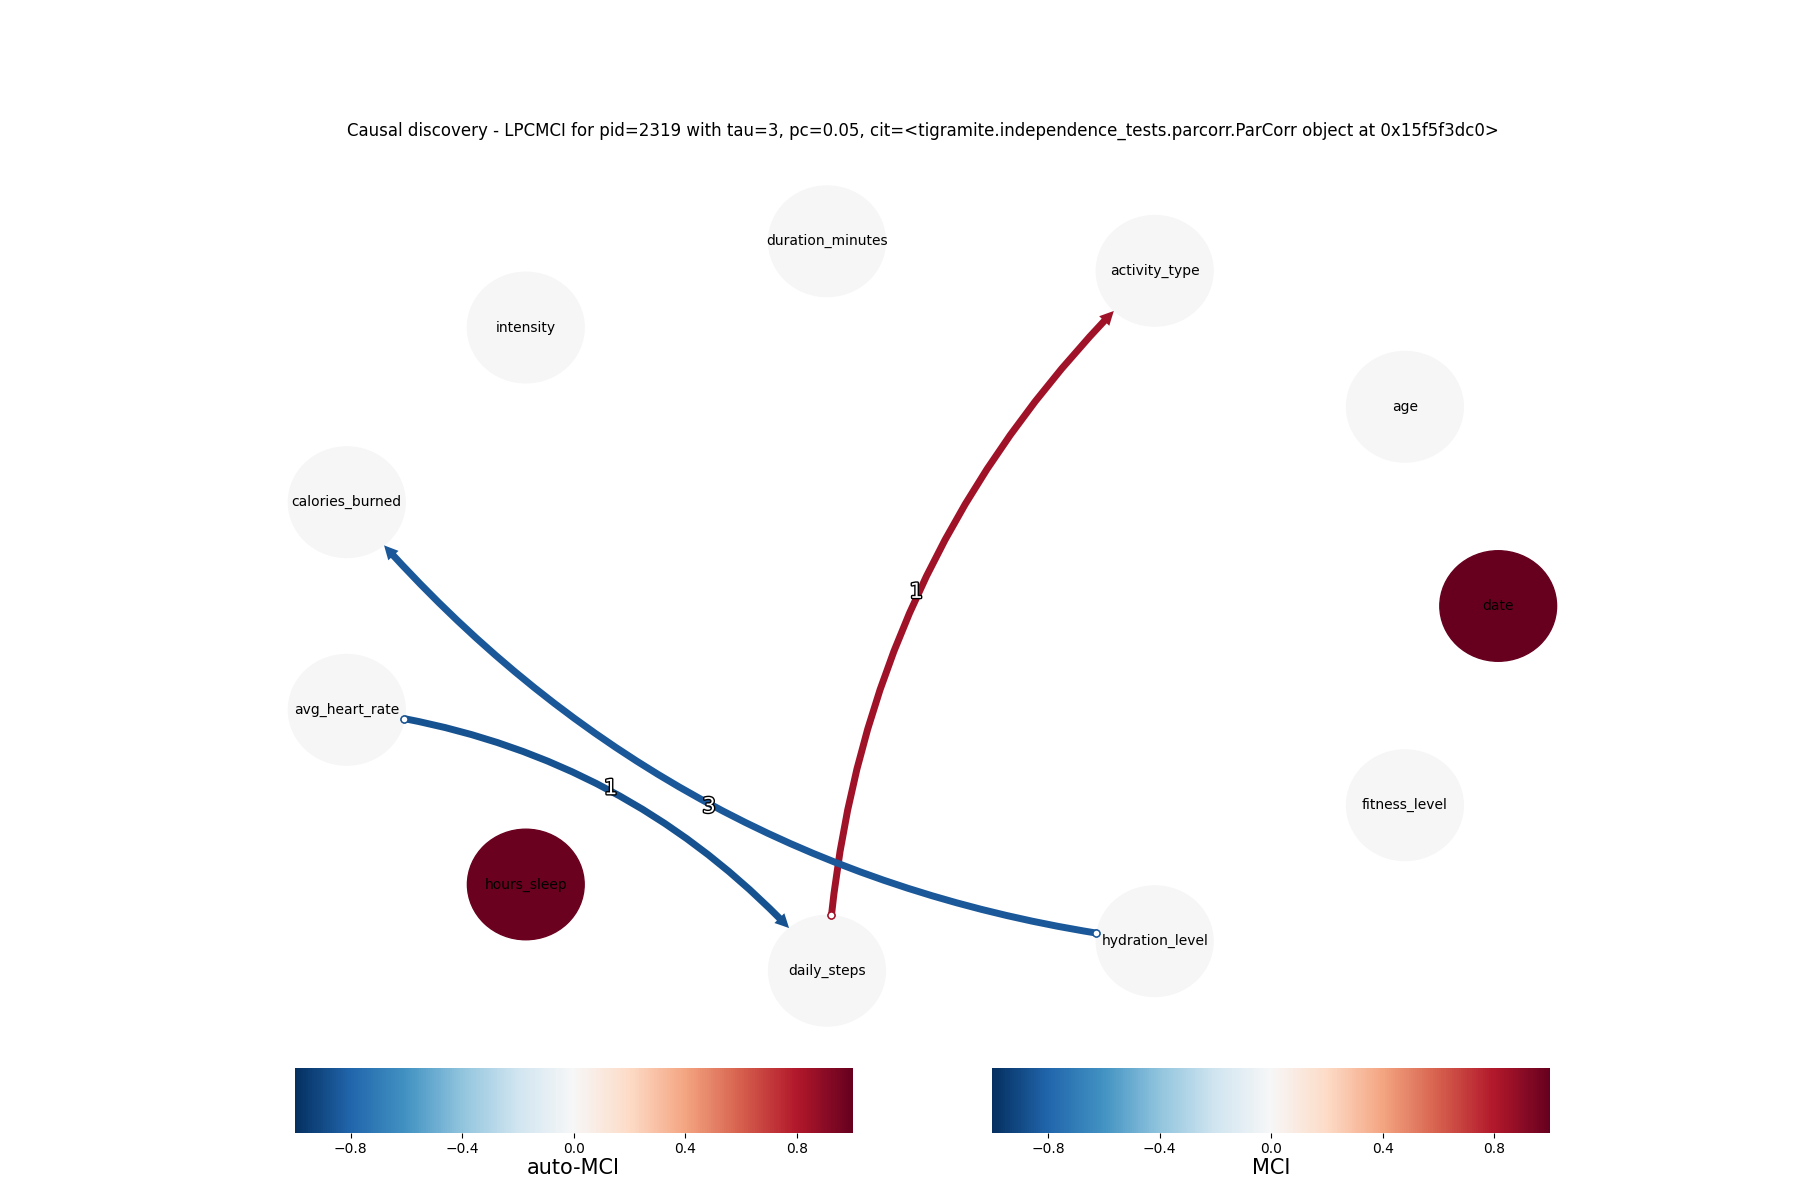 Causal discovery - LPCMCI for pid=2319 with tau=3, pc=0.05, cit=<tigramite.independence_tests.parcorr.ParCorr object at 0x15f5f3dc0>
duration_minutes
activity_type
intensity
age
calories_burned
1
date
avg_heart_rate
1
3
fitness_level
hours_sleep
hydration_level
daily_steps
−0.8 −0.4 0.0 0.4 0.8
auto-MCI
−0.8 −0.4 0.0 0.4 0.8
MCI